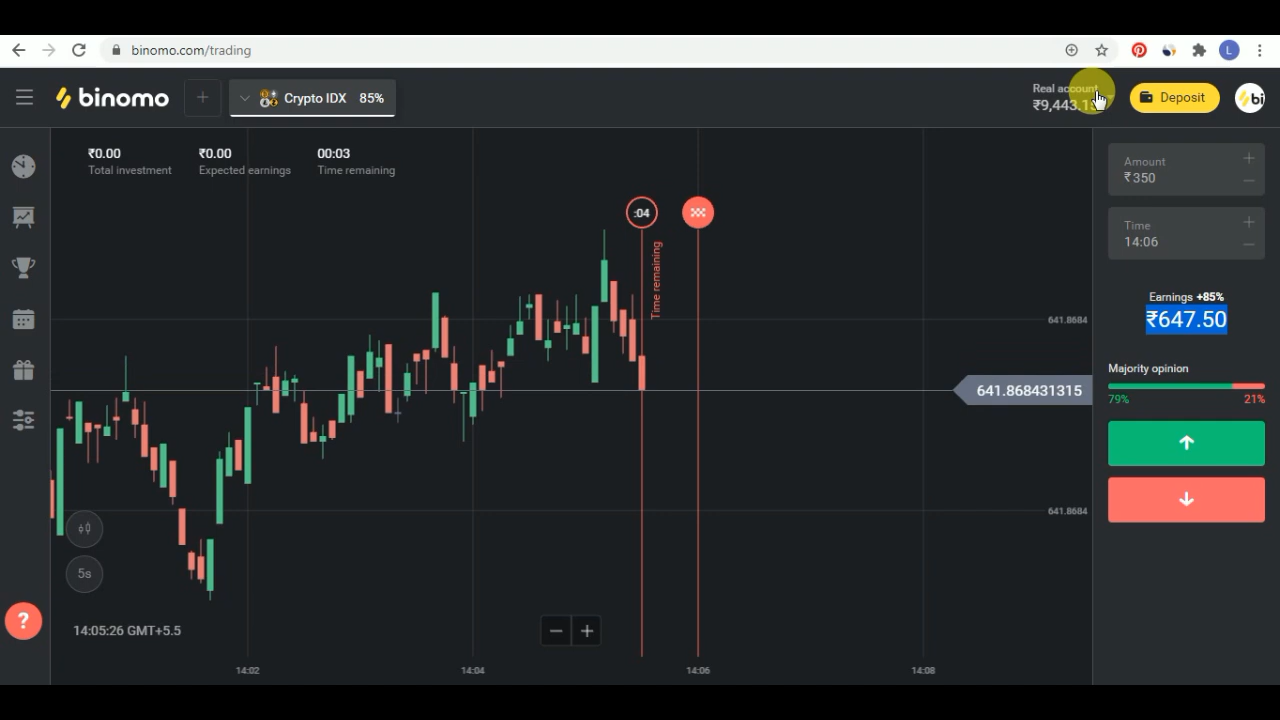 binomo.com/trading
L
binomo
Crypto IDX 85%
Real account
Deposit
bi
₹0.00
Total investment
₹0.00
Expected earnings
00:03
Time remaining
:04
Time remaining
Amount
₹350
Time
14:06
Earnings +85%
₹647.50
Majority opinion
79% 21%
641.8684
641.868431315
641.8684
5s
?
14:05:26 GMT+5.5
14:02 14:04 14:06 14:08